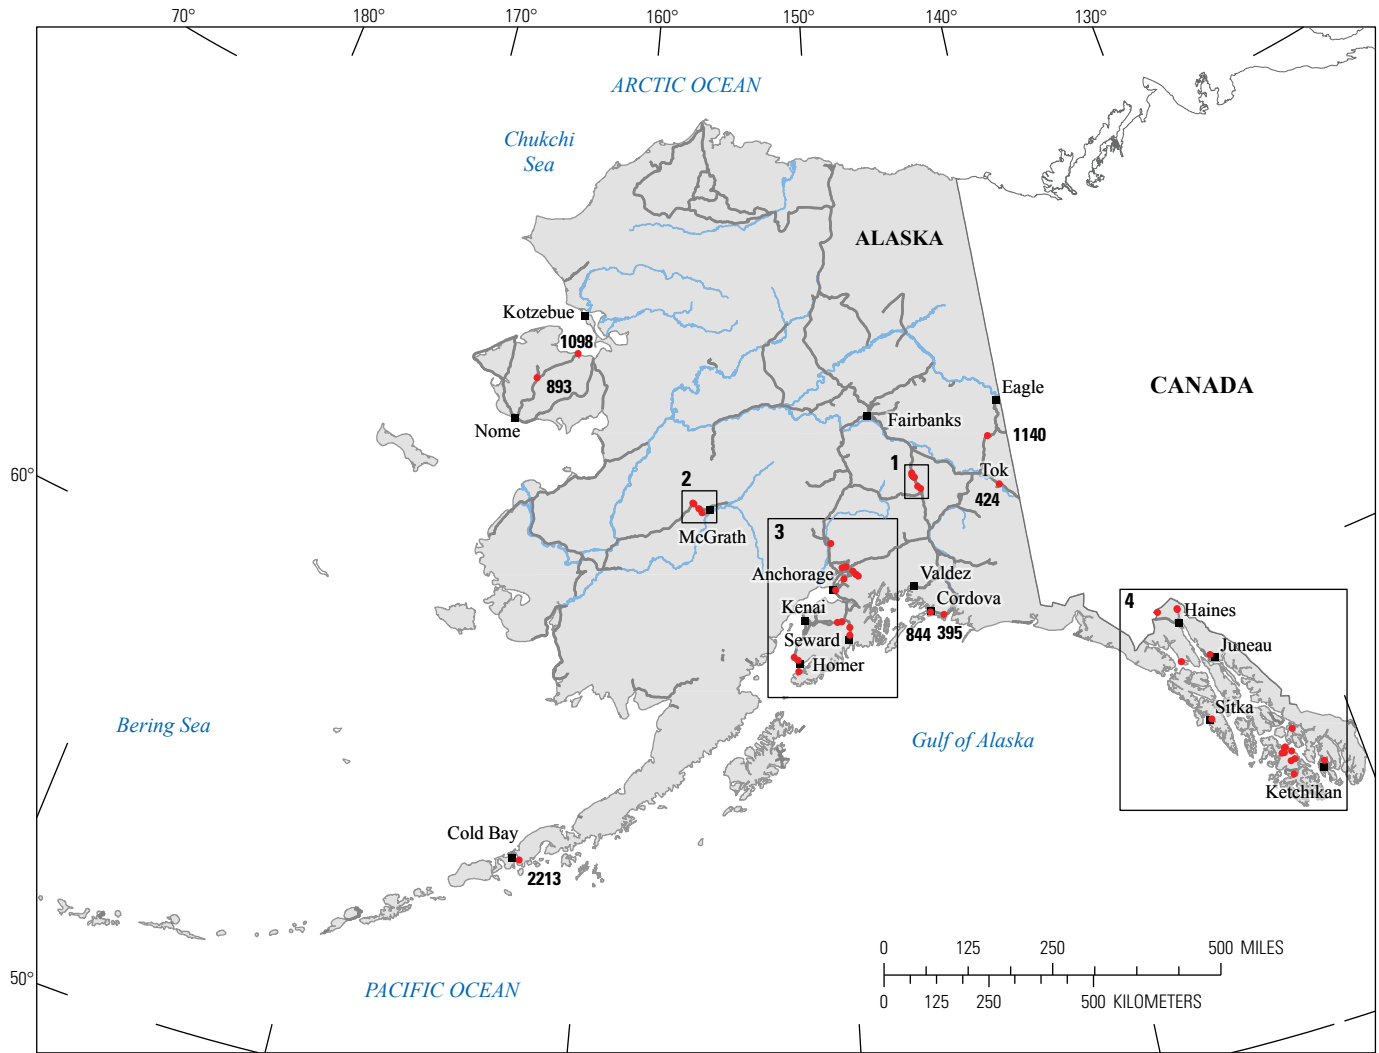 70°
180°
170°
160°
150°
140°
130°
ARCTIC OCEAN
Chukchi
Sea
ALASKA
Kotzebue
1098
893
Nome
CANADA
Eagle
Fairbanks
1140
60°
1
Tok
424
2
McGrath
3
Anchorage
Valdez
Kenai
Cordova
844
395
Seward
Homer
4
Haines
Juneau
Sitka
Ketchikan
Bering Sea
Gulf of Alaska
Cold Bay
2213
0 125 250 500 MILES
0 125 250 500 KILOMETERS
50°
PACIFIC OCEAN